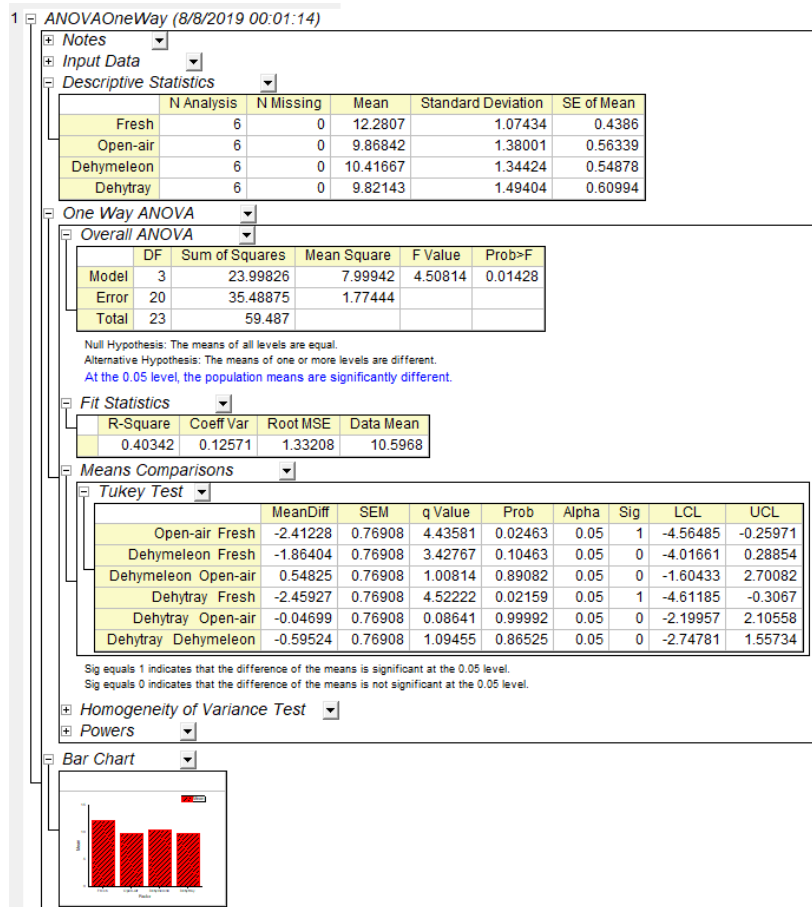 1 ANOVAOneWay (8/8/2019 00:01:14)
Notes
Input Data
Descriptive Statistics
N Analysis N Missing Mean Standard Deviation SE of Mean
Fresh 6 0 12.2807 1.07434 0.4386
Open-air 6 0 9.86842 1.38001 0.56339
Dehymeleon 6 0 10.41667 1.34424 0.54878
Dehytray 6 0 9.82143 1.49404 0.60994
One Way ANOVA
Overall ANOVA
DF Sum of Squares Mean Square F Value Prob>F
Model 3 23.99826 7.99942 4.50814 0.01428
Error 20 35.48875 1.77444
Total 23 59.487
Null Hypothesis: The means of all levels are equal.
Alternative Hypothesis: The means of one or more levels are different.
At the 0.05 level, the population means are significantly different.
Fit Statistics
R-Square Coeff Var Root MSE Data Mean
0.40342 0.12571 1.33208 10.5968
Means Comparisons
Tukey Test
MeanDiff SEM q Value Prob Alpha Sig LCL UCL
Open-air Fresh -2.41228 0.76908 4.43581 0.02463 0.05 1 -4.56485 -0.25971
Dehymeleon Fresh -1.86404 0.76908 3.42767 0.10463 0.05 0 -4.01661 0.28854
Dehymeleon Open-air 0.54825 0.76908 1.00814 0.89082 0.05 0 -1.60433 2.70082
Dehytray Fresh -2.45927 0.76908 4.52222 0.02159 0.05 1 -4.61185 -0.3067
Dehytray Open-air -0.04699 0.76908 0.08641 0.99992 0.05 0 -2.19957 2.10558
Dehytray Dehymeleon -0.59524 0.76908 1.09455 0.86525 0.05 0 -2.74781 1.55734
Sig equals 1 indicates that the difference of the means is significant at the 0.05 level.
Sig equals 0 indicates that the difference of the means is not significant at the 0.05 level.
Homogeneity of Variance Test
Powers
Bar Chart